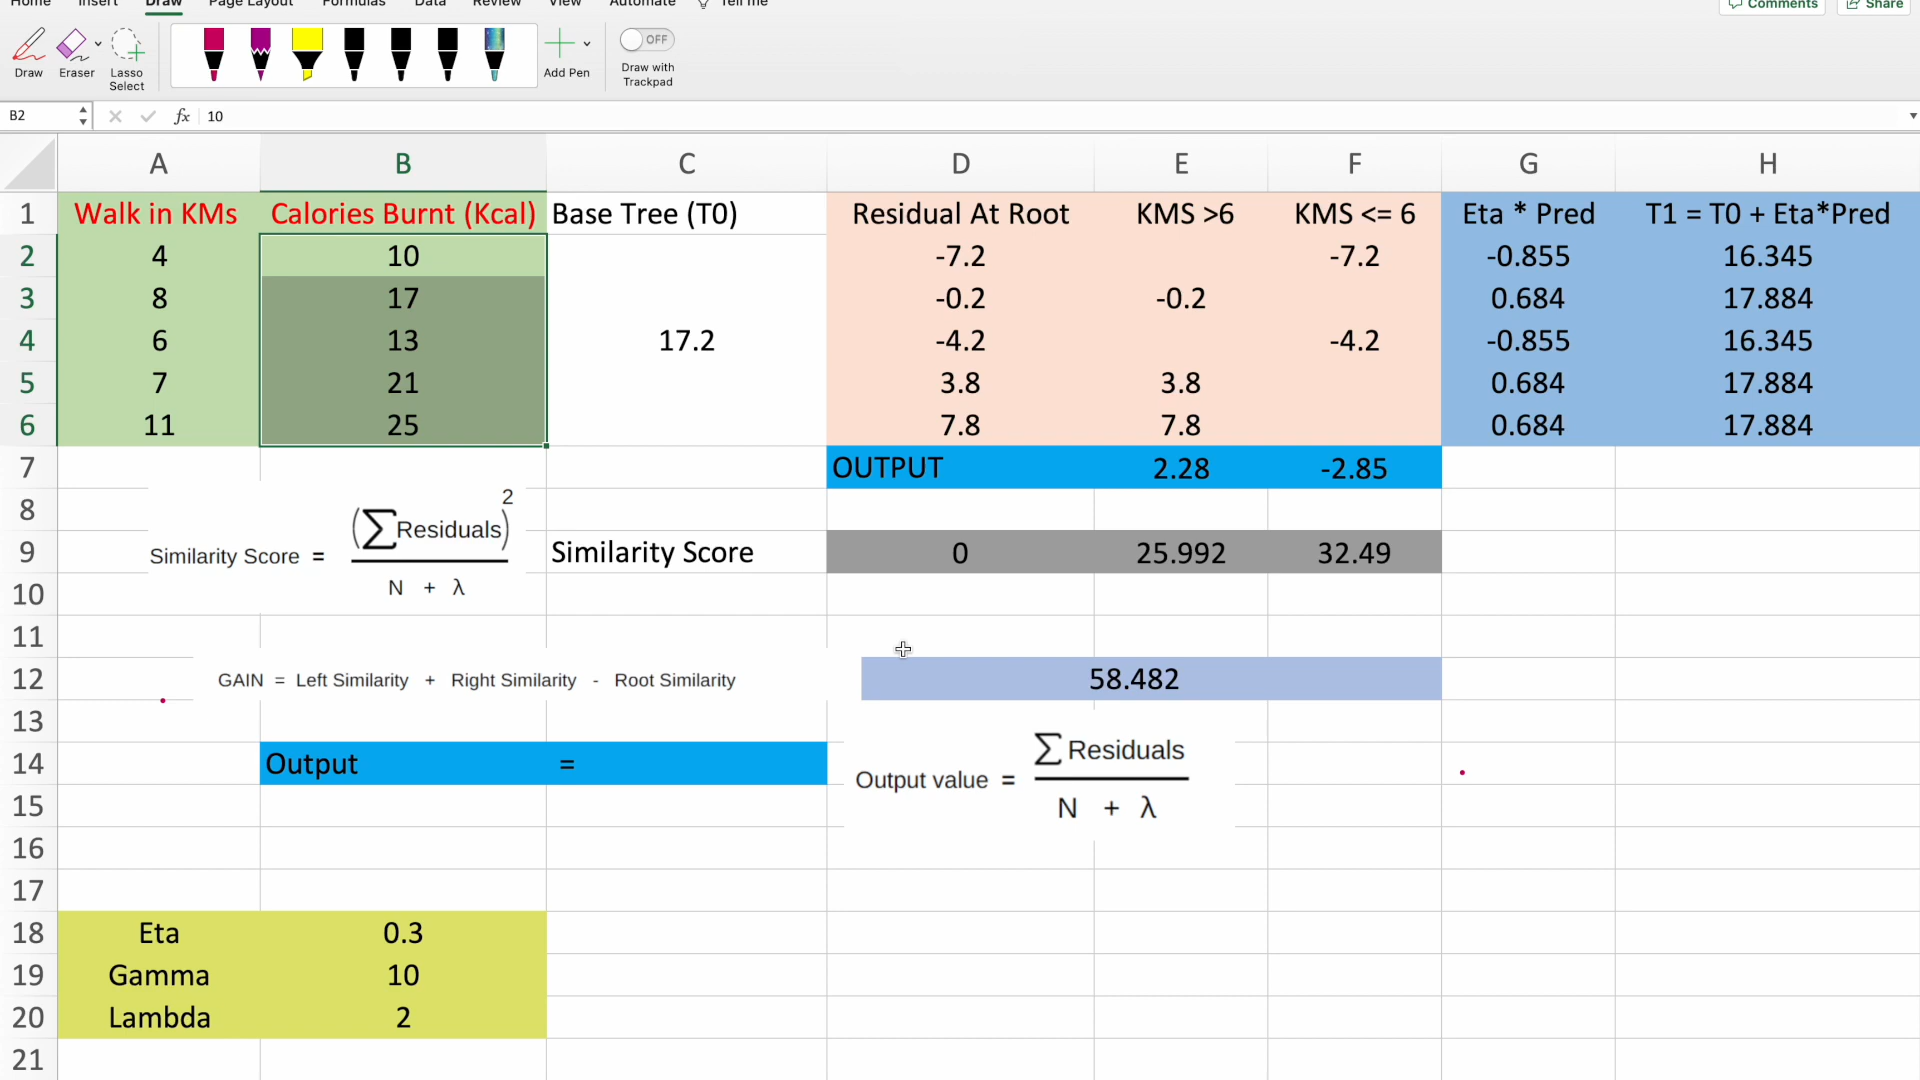 Home Insert Draw Page Layout Formulas Data Review View Automate Tell me Comments Share
Draw Eraser Lasso Select Add Pen OFF Draw with Trackpad
B2 fx 10
A B C D E F G H
1 Walk in KMs Calories Burnt (Kcal) Base Tree (T0) Residual At Root KMS >6 KMS <= 6 Eta * Pred T1 = T0 + Eta*Pred
2 4 10 -7.2 -7.2 -0.855 16.345
3 8 17 -0.2 -0.2 0.684 17.884
4 6 13 17.2 -4.2 -4.2 -0.855 16.345
5 7 21 3.8 3.8 0.684 17.884
6 11 25 7.8 7.8 0.684 17.884
7 OUTPUT 2.28 -2.85
8
Similarity Score = (∑Residuals)2
N + λ
9 Similarity Score 0 25.992 32.49
10
11
12 GAIN = Left Similarity + Right Similarity - Root Similarity 58.482
13
14 Output =
Output value = ∑Residuals
N + λ
15
16
17
18 Eta 0.3
19 Gamma 10
20 Lambda 2
21